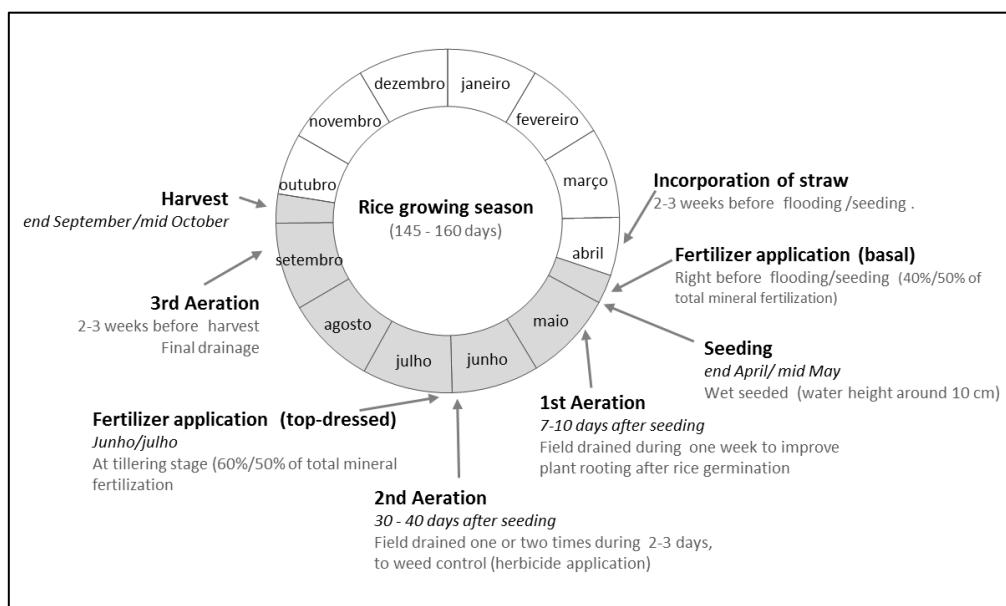 dezembro
janeiro
fevereiro
março
abril
maio
junho
julho
agosto
setembro
outubro
novembro
Rice growing season
(145 - 160 days)
Incorporation of straw
2-3 weeks before flooding /seeding .
Fertilizer application (basal)
Right before flooding/seeding (40%/50% of
total mineral fertilization)
Seeding
end April/ mid May
Wet seeded (water height around 10 cm)
1st Aeration
7-10 days after seeding
Field drained during one week to improve
plant rooting after rice germination
2nd Aeration
30 - 40 days after seeding
Field drained one or two times during 2-3 days,
to weed control (herbicide application)
Fertilizer application (top-dressed)
Junho/julho
At tillering stage (60%/50% of total mineral
fertilization
3rd Aeration
2-3 weeks before harvest
Final drainage
Harvest
end September /mid October